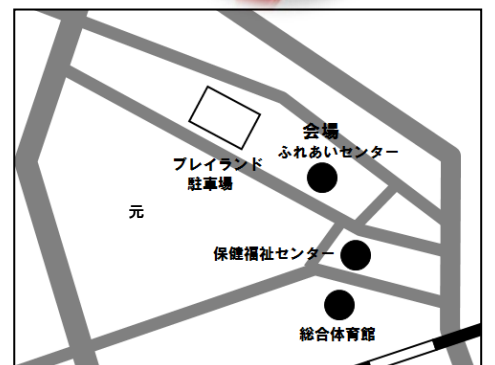 会場
ふれあいセンター
プレイランド
駐車場
元
保健福祉センター
総合体育館